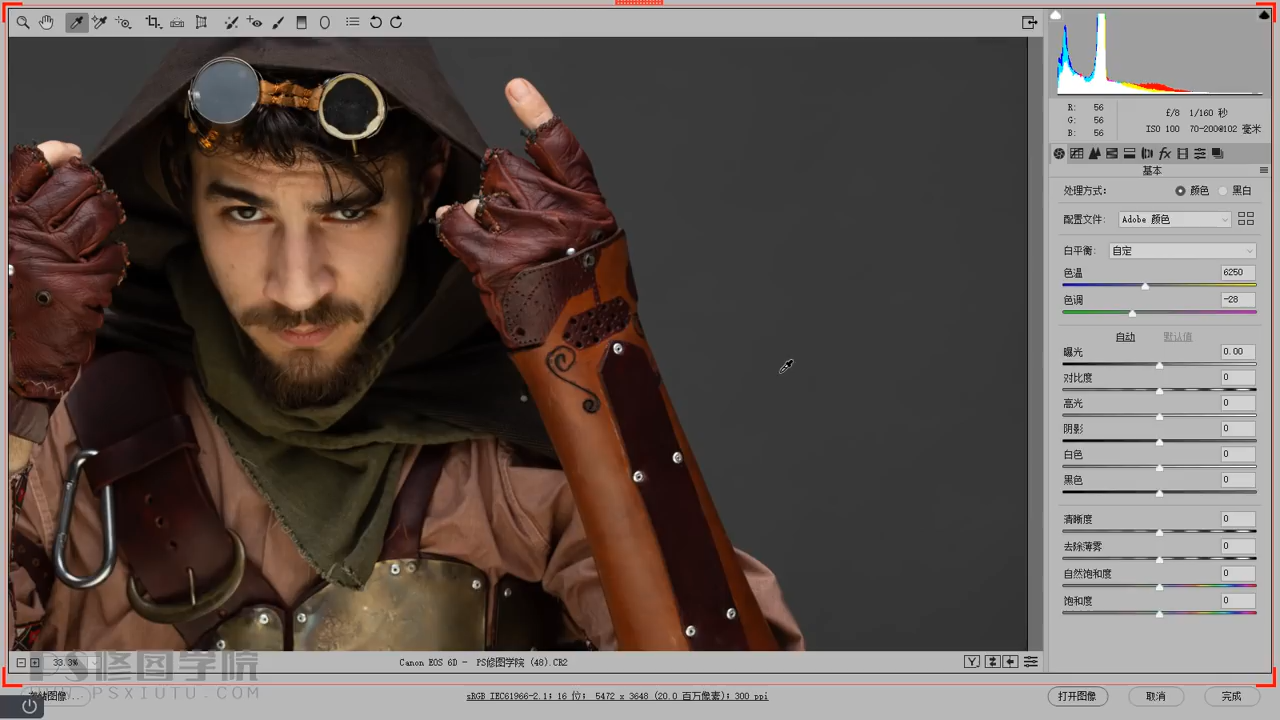 R: 56
G: 56
B: 56
f/8 1/160 秒
ISO 100 70-200@102 毫米
fx
基本
处理方式: 颜色 黑白
配置文件: Adobe 颜色
白平衡: 自定
色温 6250
色调 -28
自动 默认值
曝光 0.00
对比度 0
高光 0
阴影 0
白色 0
黑色 0
清晰度 0
去除薄雾 0
自然饱和度 0
饱和度 0
33.3% Canon EOS 6D - PS修图学院 (48).CR2 Y
PS修图学院
WWW.PSXIUTU.COM
sRGB IEC61966-2.1; 16 位; 5472 x 3648 (20.0 百万像素); 300 ppi
打开图像 取消 完成